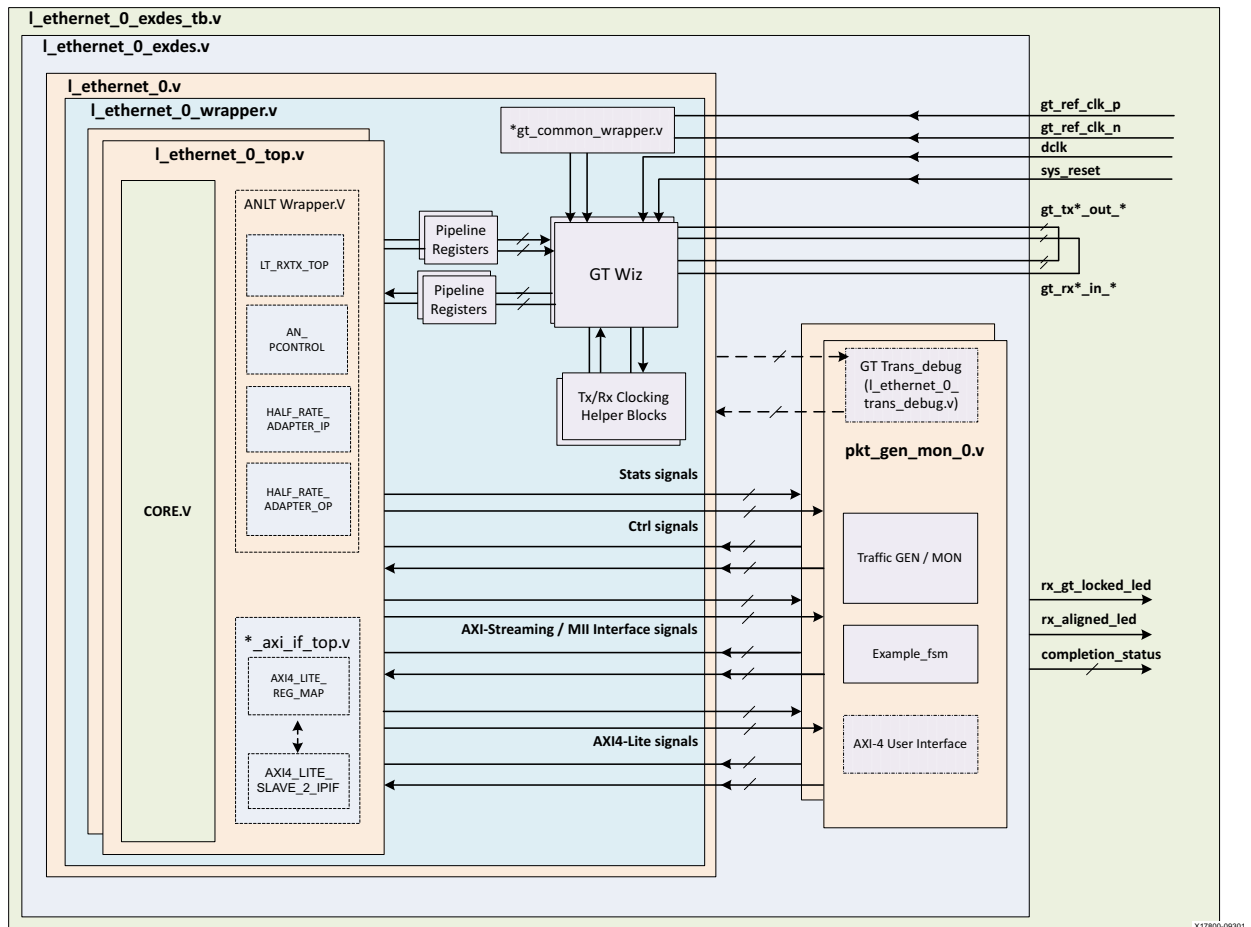 l_ethernet_0_exdes_tb.v
l_ethernet_0_exdes.v
l_ethernet_0.v
l_ethernet_0_wrapper.v
l_ethernet_0_top.v
CORE.V
ANLT Wrapper.V
LT_RXTX_TOP
AN_
PCONTROL
HALF_RATE_
ADAPTER_IP
HALF_RATE_
ADAPTER_OP
*_axi_if_top.v
AXI4_LITE_
REG_MAP
AXI4_LITE_
SLAVE_2_IPIF
Pipeline
Registers
Pipeline
Registers
*gt_common_wrapper.v
GT Wiz
Tx/Rx Clocking
Helper Blocks
Stats signals
Ctrl signals
AXI-Streaming / MII Interface signals
AXI4-Lite signals
GT Trans_debug
(l_ethernet_0_
trans_debug.v)
pkt_gen_mon_0.v
Traffic GEN / MON
Example_fsm
AXI-4 User Interface
gt_ref_clk_p
gt_ref_clk_n
dclk
sys_reset
gt_tx*_out_*
gt_rx*_in_*
rx_gt_locked_led
rx_aligned_led
completion_status
X17800-09301